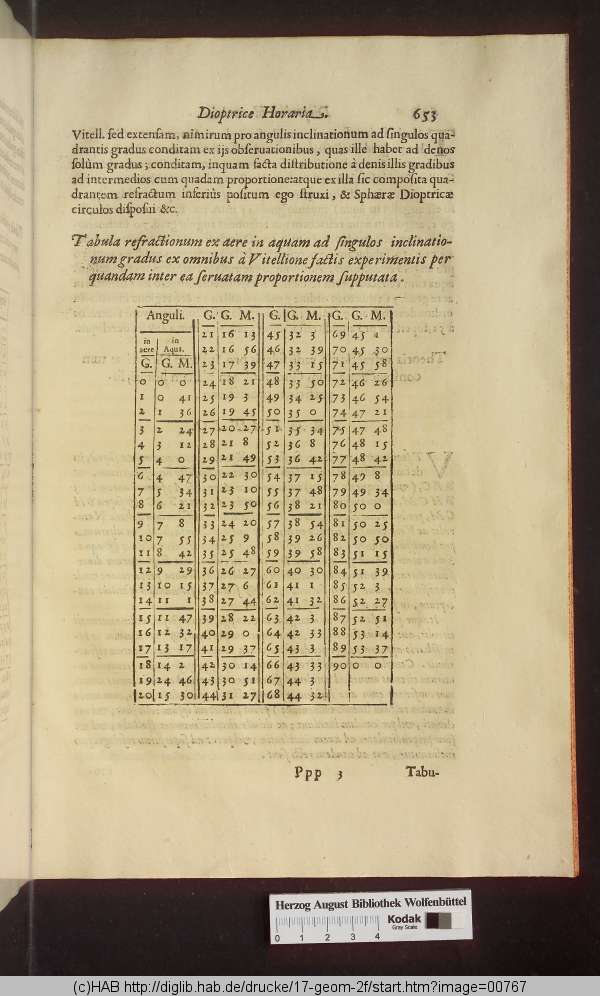 Dioptrice Horaria. 653
Vitell. sed extensam, nimirum pro angulis inclinationum ad singulos qua-
drantis gradus conditam ex ijs obseruationibus, quas ille habet ad denos
solùm gradus; conditam, inquam facta distributione à denis illis gradibus
ad intermedios cum quadam proportione: atque ex illa sic composita qua-
drantem refractum inferiùs positum ego struxi, & Sphæræ Dioptricæ
circulos disposui &c.
Tabula refractionum ex aere in aquam ad singulos inclinatio-
num gradus ex omnibus à Vitellione factis experimentis per
quandam inter ea seruatam proportionem supputata.
Anguli. G. G. M. G. G. M. G. G. M.
in aere in Aqua. 21 16 13 45 32 3 69 45
G. G. M. 22 16 56 46 32 39 70 45 30
23 17 39 47 33 15 71 45 58
0 0 0 24 18 21 48 33 50 72 46 26
1 0 41 25 19 3 49 34 25 73 46 54
2 1 36 26 19 45 50 35 0 74 47 21
3 2 24 27 20 27 51 35 34 75 47 48
4 3 12 28 21 8 52 36 8 76 48 15
5 4 0 29 21 49 53 36 42 77 48 42
6 4 47 30 22 30 54 37 15 78 49 8
7 5 34 31 23 10 55 37 48 79 49 34
8 6 21 32 23 50 56 38 21 80 50 0
9 7 8 33 24 20 57 38 54 81 50 25
10 7 55 34 25 9 58 39 26 82 50 50
11 8 42 35 25 48 59 39 58 83 51 15
12 9 29 36 26 27 60 40 30 84 51 39
13 10 15 37 27 6 61 41 1 85 52 3
14 11 1 38 27 44 62 41 32 86 52 27
15 11 47 39 28 22 63 42 3 87 52 51
16 12 32 40 29 0 64 42 33 88 53 14
17 13 17 41 29 37 65 43 3 89 53 37
18 14 2 42 30 14 66 43 33 90 0 0
19 24 46 43 30 51 67 44 3
20 15 30 44 31 27 68 44 32
Ppp 3 Tabu-
Herzog August Bibliothek Wolfenbüttel
0 1 2 3 4
Kodak
Gray Scale
(c)HAB http://diglib.hab.de/drucke/17-geom-2f/start.htm?image=00767